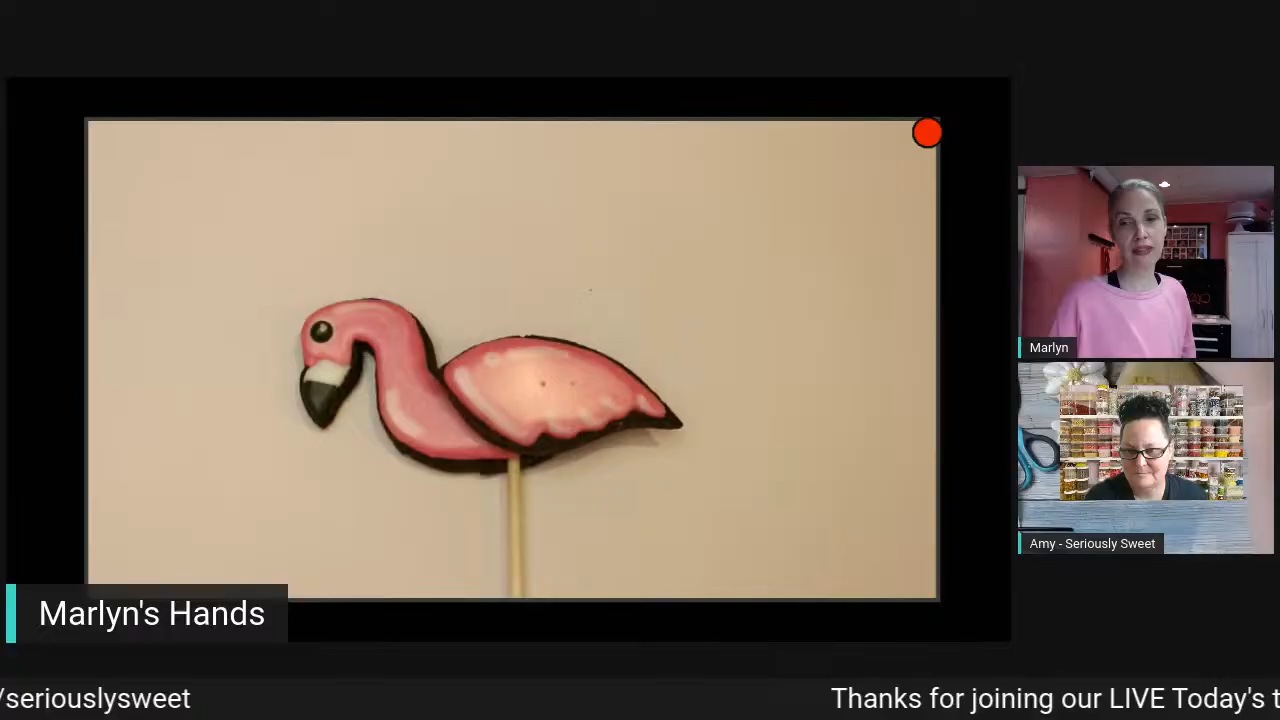 Marlyn
Amy - Seriously Sweet
Marlyn's Hands
/seriouslysweet
Thanks for joining our LIVE Today's t